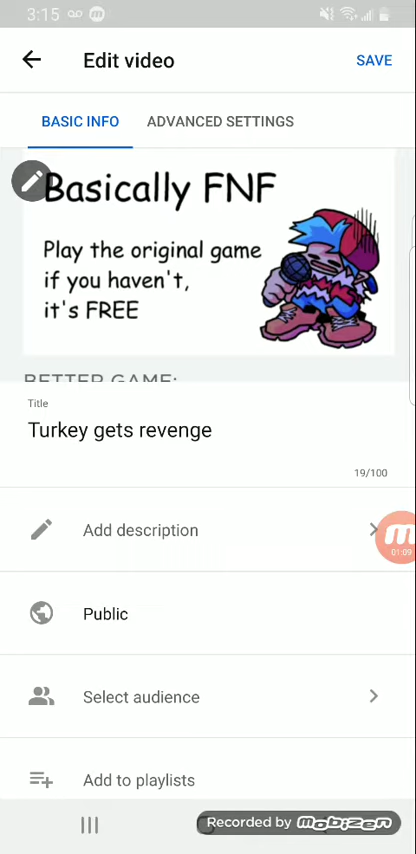 3:15
Edit video
SAVE
BASIC INFO
ADVANCED SETTINGS
Basically FNF
Play the original game
if you haven't,
it's FREE
BETTER GAME:
Title
Turkey gets revenge
19/100
Add description
01:09
Public
Select audience
Add to playlists
Recorded by mobizen